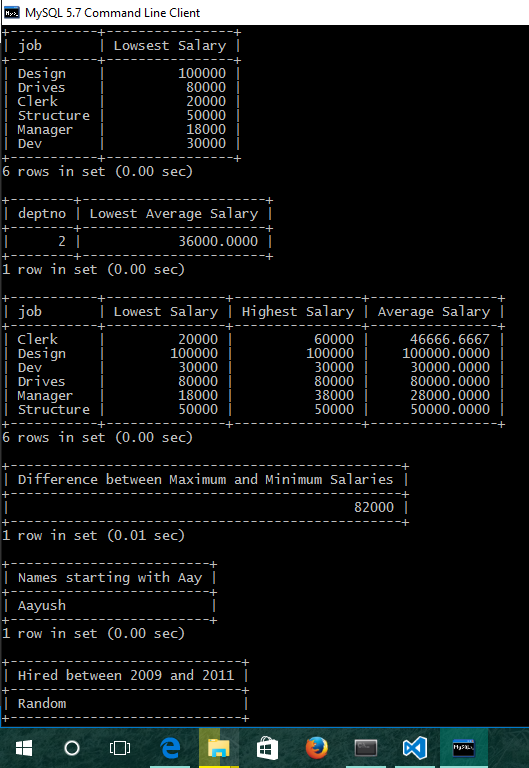 MySQL 5.7 Command Line Client
+-----------+----------------+
| job       | Lowsest Salary |
+-----------+----------------+
| Design    |         100000 |
| Drives    |          80000 |
| Clerk     |          20000 |
| Structure |          50000 |
| Manager   |          18000 |
| Dev       |          30000 |
+-----------+----------------+
6 rows in set (0.00 sec)
+--------+-----------------------+
| deptno | Lowest Average Salary |
+--------+-----------------------+
|      2 |            36000.0000 |
+--------+-----------------------+
1 row in set (0.00 sec)
+-----------+---------------+----------------+----------------+
| job       | Lowest Salary | Highest Salary | Average Salary |
+-----------+---------------+----------------+----------------+
| Clerk     |         20000 |          60000 |     46666.6667 |
| Design    |        100000 |         100000 |    100000.0000 |
| Dev       |         30000 |          30000 |     30000.0000 |
| Drives    |         80000 |          80000 |     80000.0000 |
| Manager   |         18000 |          38000 |     28000.0000 |
| Structure |         50000 |          50000 |     50000.0000 |
+-----------+---------------+----------------+----------------+
6 rows in set (0.00 sec)
+-------------------------------------------------+
| Difference between Maximum and Minimum Salaries |
+-------------------------------------------------+
|                                           82000 |
+-------------------------------------------------+
1 row in set (0.01 sec)
+-------------------------+
| Names starting with Aay |
+-------------------------+
| Aayush                  |
+-------------------------+
1 row in set (0.00 sec)
+-----------------------------+
| Hired between 2009 and 2011 |
+-----------------------------+
| Random                      |
+-----------------------------+